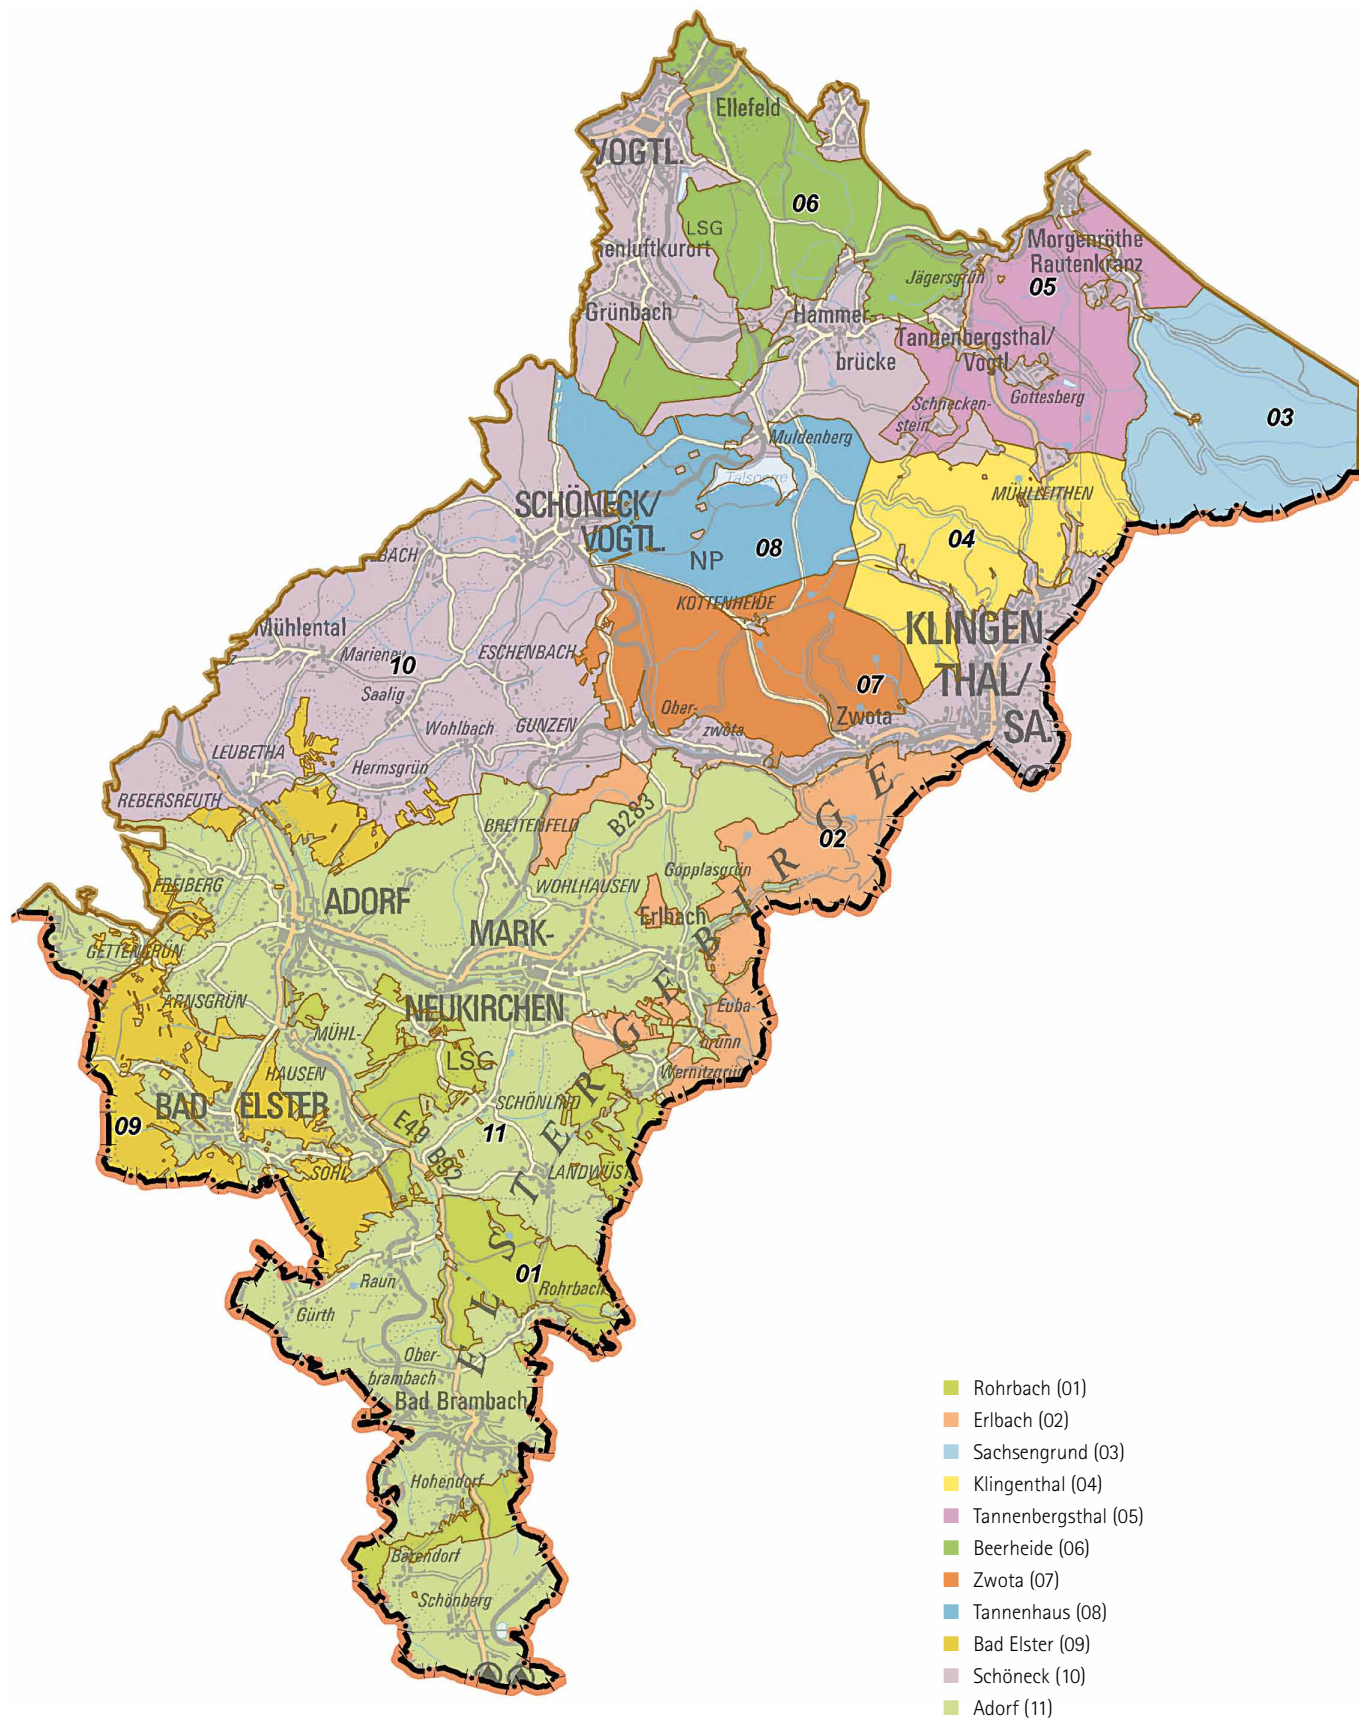 Ellefeld
VOGTL.
06
LSG
enluftkurort
Morgenröthe
Rautenkranz
Jägersgrün
05
Grünbach
Hammer-
Tannenbergsthal/
Vogtl.
brücke
Gottesberg
Schnecken-
stein
03
Muldenberg
Talsperre
MÜHLLEITHEN
SCHÖNECK/
VOGTL.
04
08
NP
BACH
KOTTENHEIDE
KLINGEN
THAL/
SA.
Mühlental
Marieney
10
ESCHENBACH
Saalig
07
Ober-
zwota
Zwota
Wohlbach
GUNZEN
LEUBETHA
Hermsgrün
REBERSREUTH
B283
BREITENFELD
02
Gopplasgrün
FREIBERG
WOHLHAUSEN
ADORF
Erlbach
MARK-
NEUKIRCHEN
GETTENGRÜN
ARNSGRÜN
Euba-
brunn
MÜHL-
HAUSEN
LSG
Wernitzgrün
BAD ELSTER
SCHÖNLIND
09
E49
B92
11
SOHL
LANDWÜST
ELSTERGEBIRGE
01
Raun
Rohrbach
Gürth
Ober-
brambach
Bad Brambach
Hohendorf
Bärendorf
Schönberg
Rohrbach (01)
Erlbach (02)
Sachsengrund (03)
Klingenthal (04)
Tannenbergsthal (05)
Beerheide (06)
Zwota (07)
Tannenhaus (08)
Bad Elster (09)
Schöneck (10)
Adorf (11)